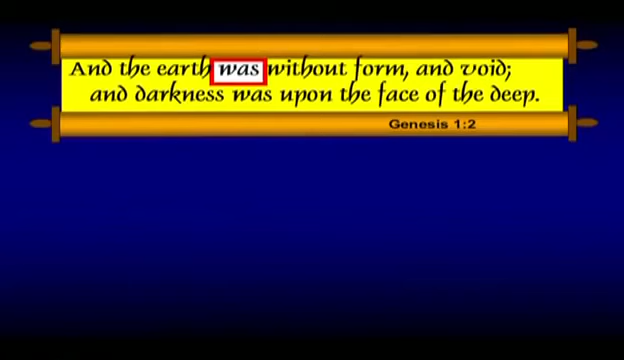 And the earth was without form, and void;
and darkness was upon the face of the deep.
Genesis 1:2